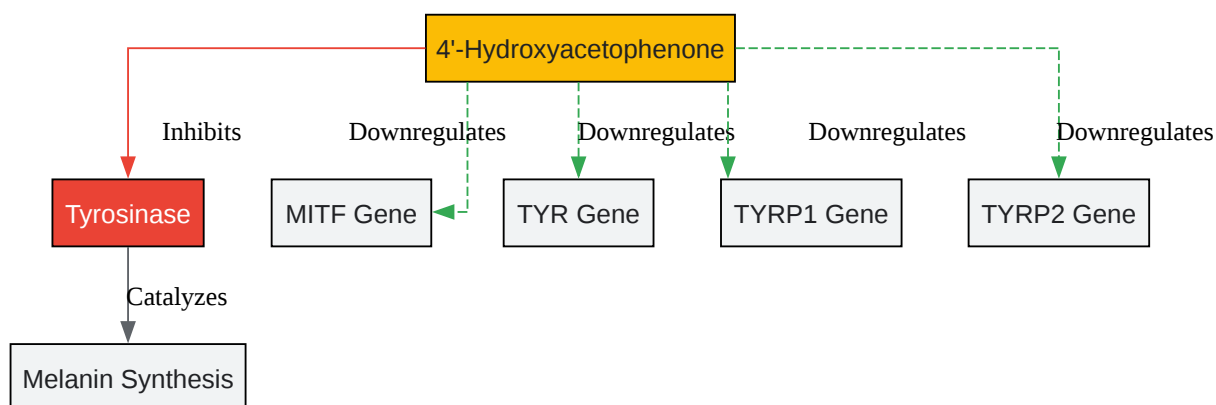 4'-Hydroxyacetophenone
Inhibits
Downregulates
Downregulates
Downregulates
Downregulates
Tyrosinase
MITF Gene
TYR Gene
TYRP1 Gene
TYRP2 Gene
Catalyzes
Melanin Synthesis